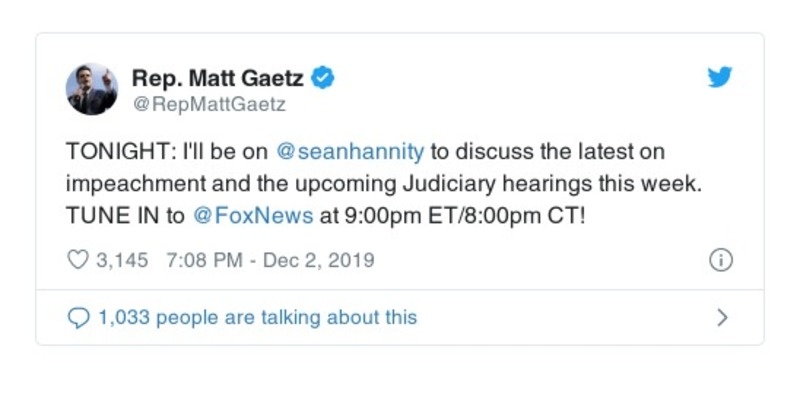 Rep. Matt Gaetz
@RepMattGaetz
TONIGHT: I'll be on @seanhannity to discuss the latest on
impeachment and the upcoming Judiciary hearings this week.
TUNE IN to @FoxNews at 9:00pm ET/8:00pm CT!
3,145 7:08 PM - Dec 2, 2019
1,033 people are talking about this